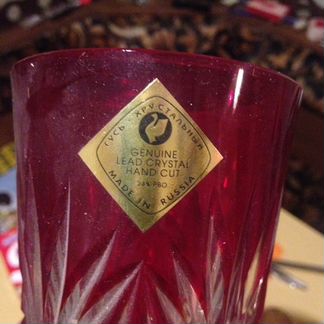 ГУСЬ • ХРУСТАЛЬНЫЙ
GENUINE
LEAD CRYSTAL
HAND CUT
24% PBO
MADE IN RUSSIA